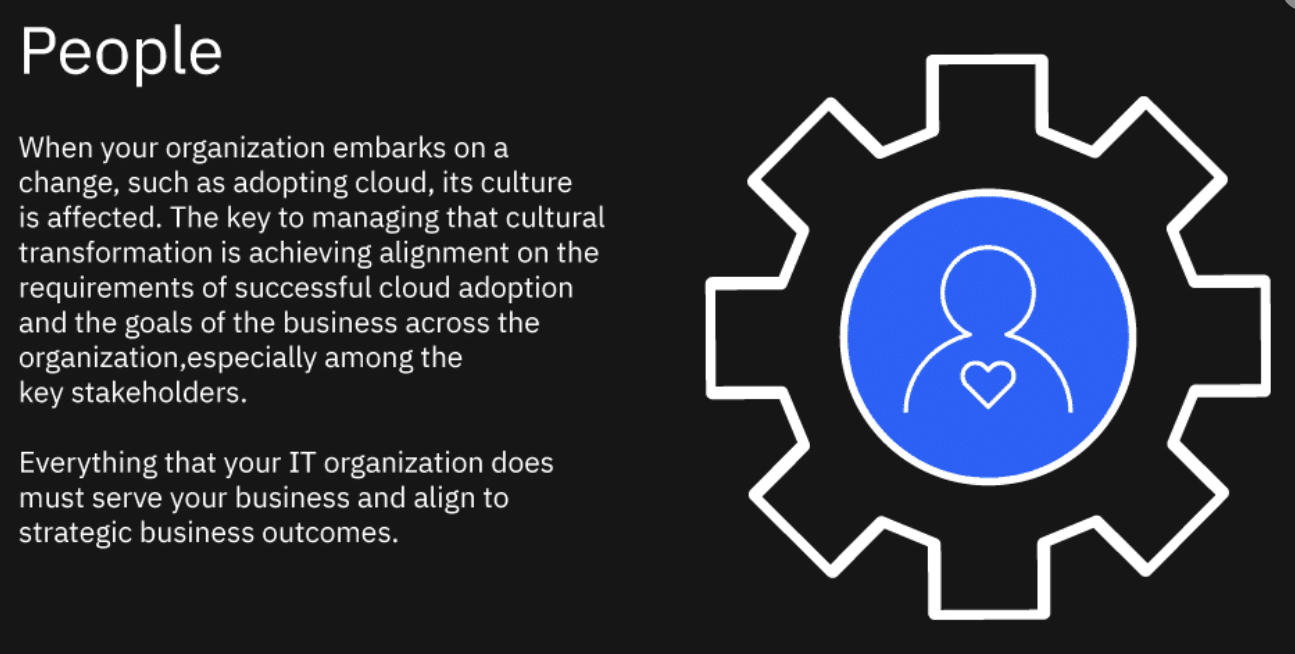 People
When your organization embarks on a
change, such as adopting cloud, its culture
is affected. The key to managing that cultural
transformation is achieving alignment on the
requirements of successful cloud adoption
and the goals of the business across the
organization,especially among the
key stakeholders.
Everything that your IT organization does
must serve your business and align to
strategic business outcomes.